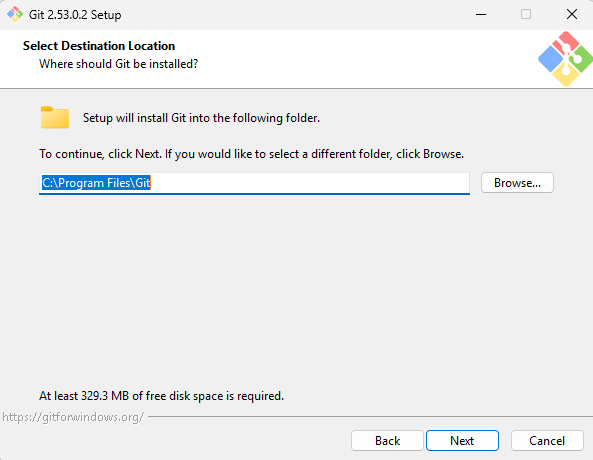 Git 2.53.0.2 Setup
Select Destination Location
Where should Git be installed?
Setup will install Git into the following folder.
To continue, click Next. If you would like to select a different folder, click Browse.
C:\Program Files\Git
Browse...
At least 329.3 MB of free disk space is required.
https://gitforwindows.org/
Back
Next
Cancel